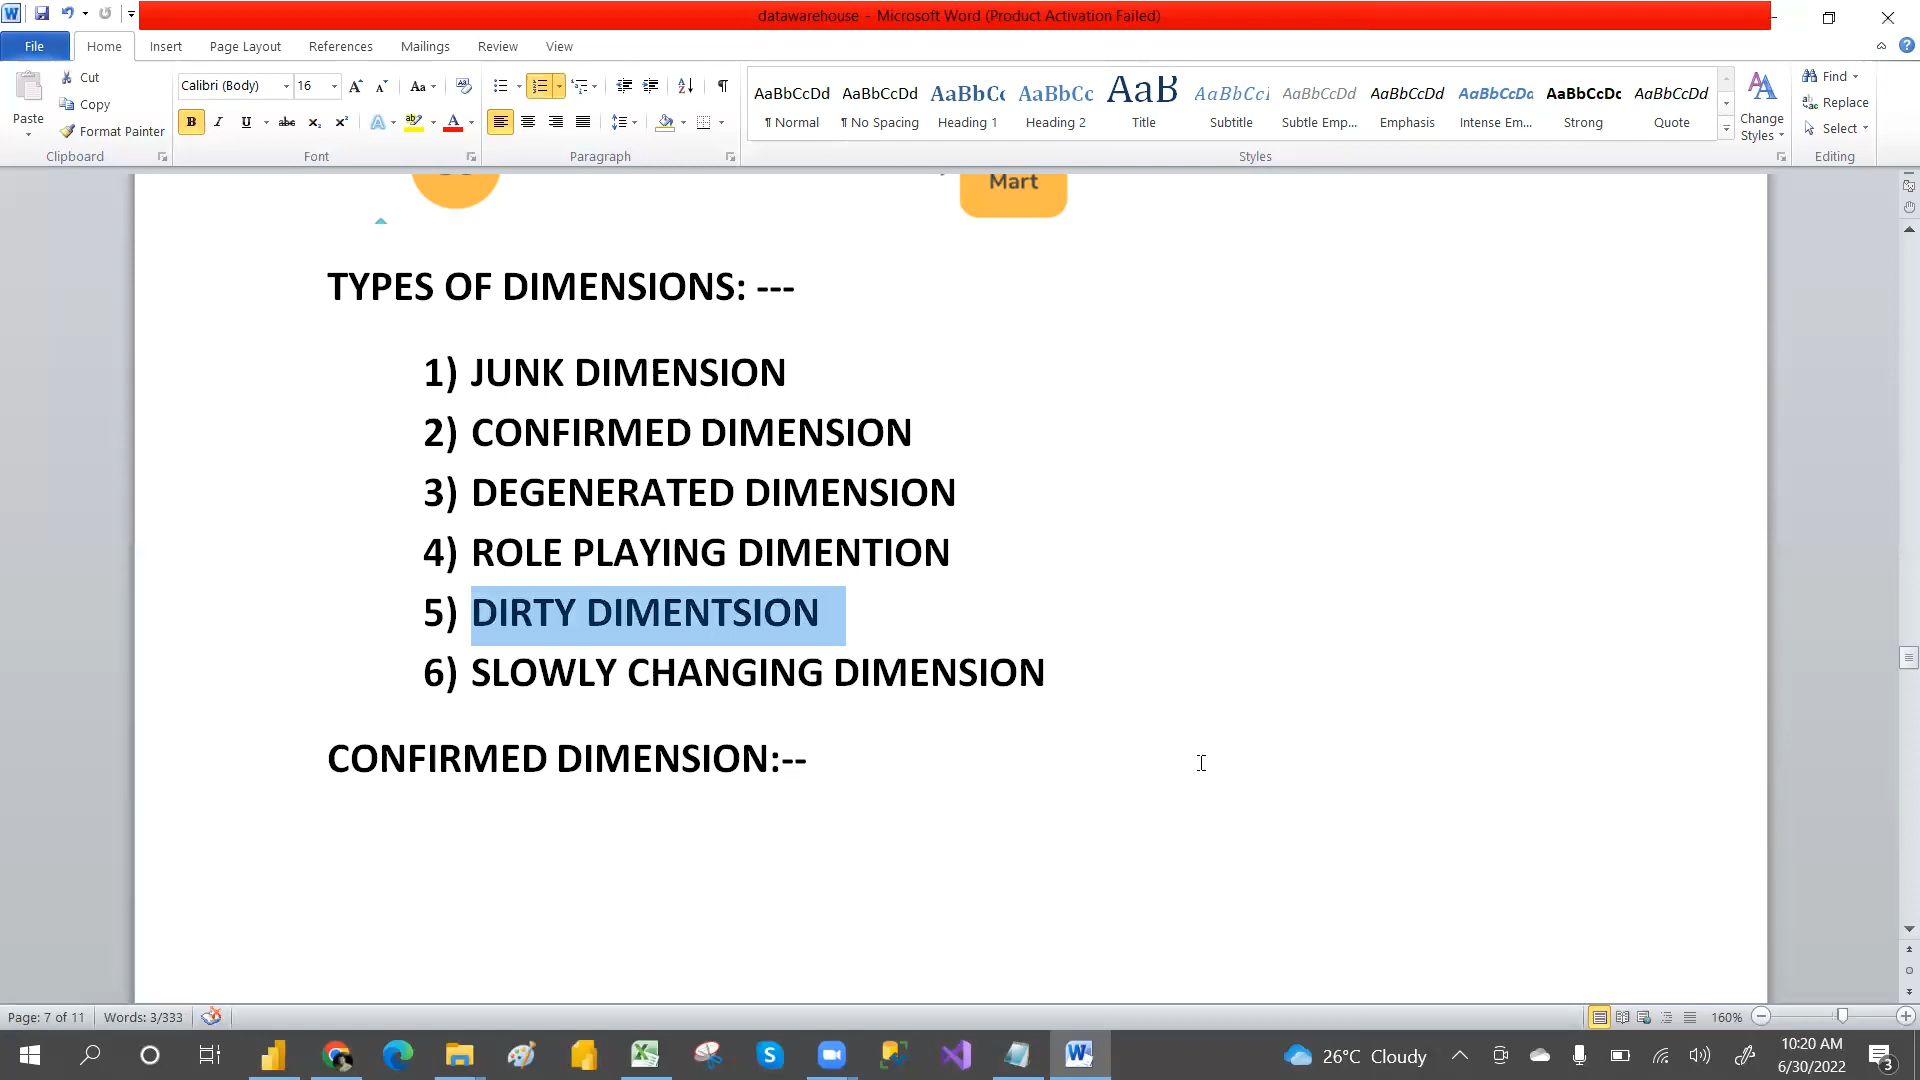 datawarehouse - Microsoft Word (Product Activation Failed)
File Home Insert Page Layout References Mailings Review View
Paste
Cut
Copy
Format Painter
Clipboard
Calibri (Body) 16
Font
Paragraph
AaBbCcDd AaBbCcDd AaBbCc AaBbCc AaB AaBbCcI AaBbCcDd AaBbCcDd AaBbCcDd AaBbCcDc AaBbCcDd
¶ Normal ¶ No Spacing Heading 1 Heading 2 Title Subtitle Subtle Emp... Emphasis Intense Em... Strong Quote
Styles
Change Styles
Find
Replace
Select
Editing
Mart
TYPES OF DIMENSIONS: ---
1) JUNK DIMENSION
2) CONFIRMED DIMENSION
3) DEGENERATED DIMENSION
4) ROLE PLAYING DIMENTION
5) DIRTY DIMENTSION
6) SLOWLY CHANGING DIMENSION
CONFIRMED DIMENSION:--
Page: 7 of 11 Words: 3/333 160%
26°C Cloudy
10:20 AM
6/30/2022
3